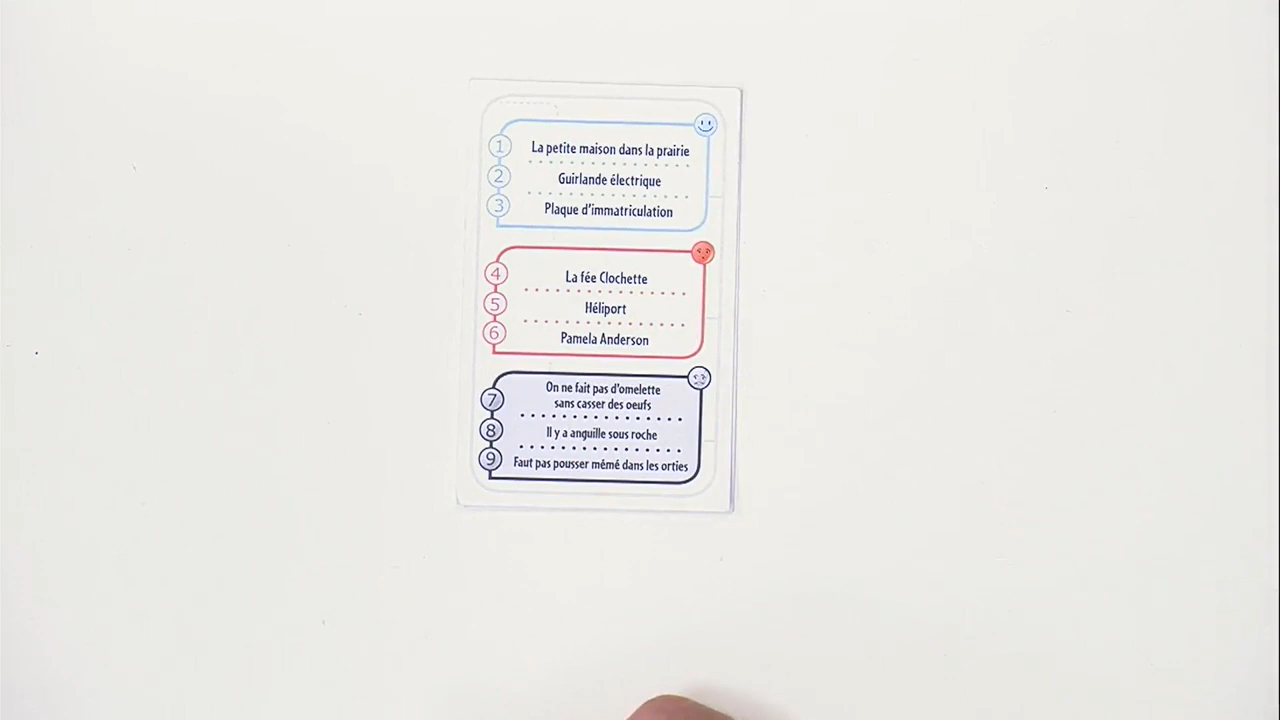 1 La petite maison dans la prairie
2 Guirlande électrique
3 Plaque d'immatriculation
4 La fée Clochette
5 Héliport
6 Pamela Anderson
7 On ne fait pas d'omelette
sans casser des oeufs
8 Il y a anguille sous roche
9 Faut pas pousser mémé dans les orties